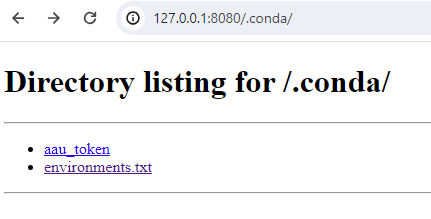 127.0.0.1:8080/.conda/
Directory listing for /.conda/
aau_token
environments.txt